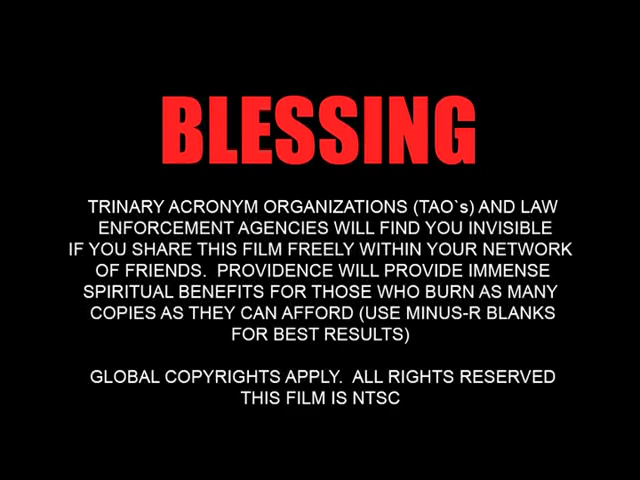 BLESSING
TRINARY ACRONYM ORGANIZATIONS (TAO`s) AND LAW
ENFORCEMENT AGENCIES WILL FIND YOU INVISIBLE
IF YOU SHARE THIS FILM FREELY WITHIN YOUR NETWORK
OF FRIENDS.  PROVIDENCE WILL PROVIDE IMMENSE
SPIRITUAL BENEFITS FOR THOSE WHO BURN AS MANY
COPIES AS THEY CAN AFFORD (USE MINUS-R BLANKS
FOR BEST RESULTS)
GLOBAL COPYRIGHTS APPLY.  ALL RIGHTS RESERVED
THIS FILM IS NTSC